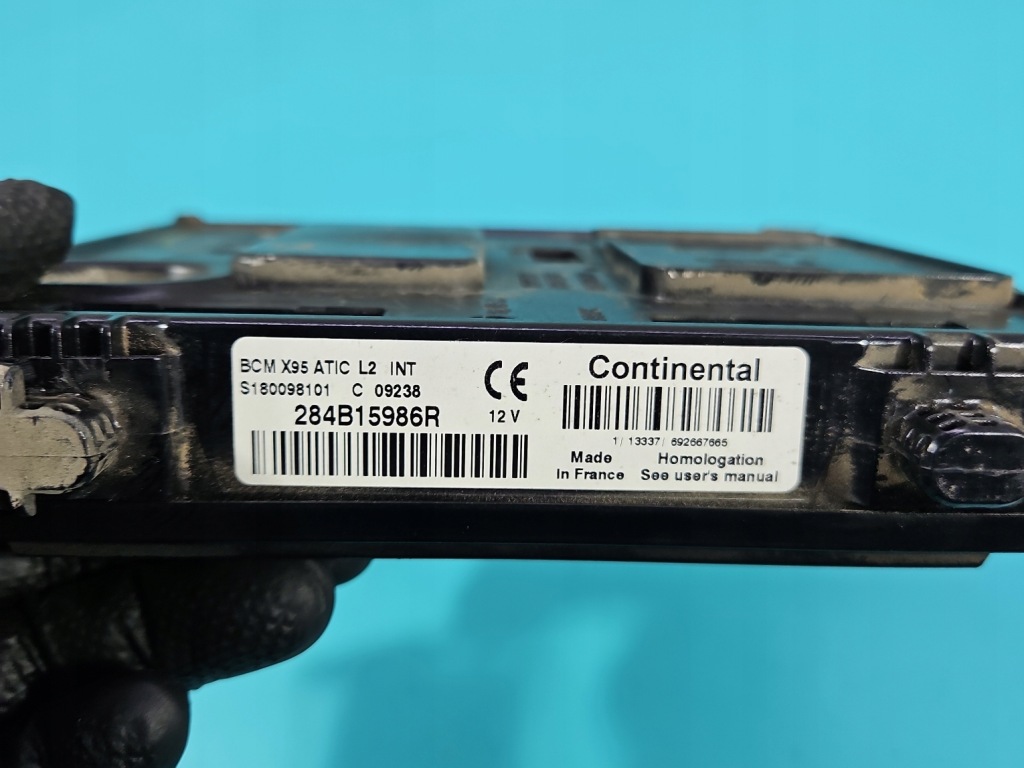 BCM X95 ATIC L2 INT
S180098101 C 09238
284B15986R
CE
12 V
Continental
1/ 13337/ 692667665
Made
In France
Homologation
See user's manual